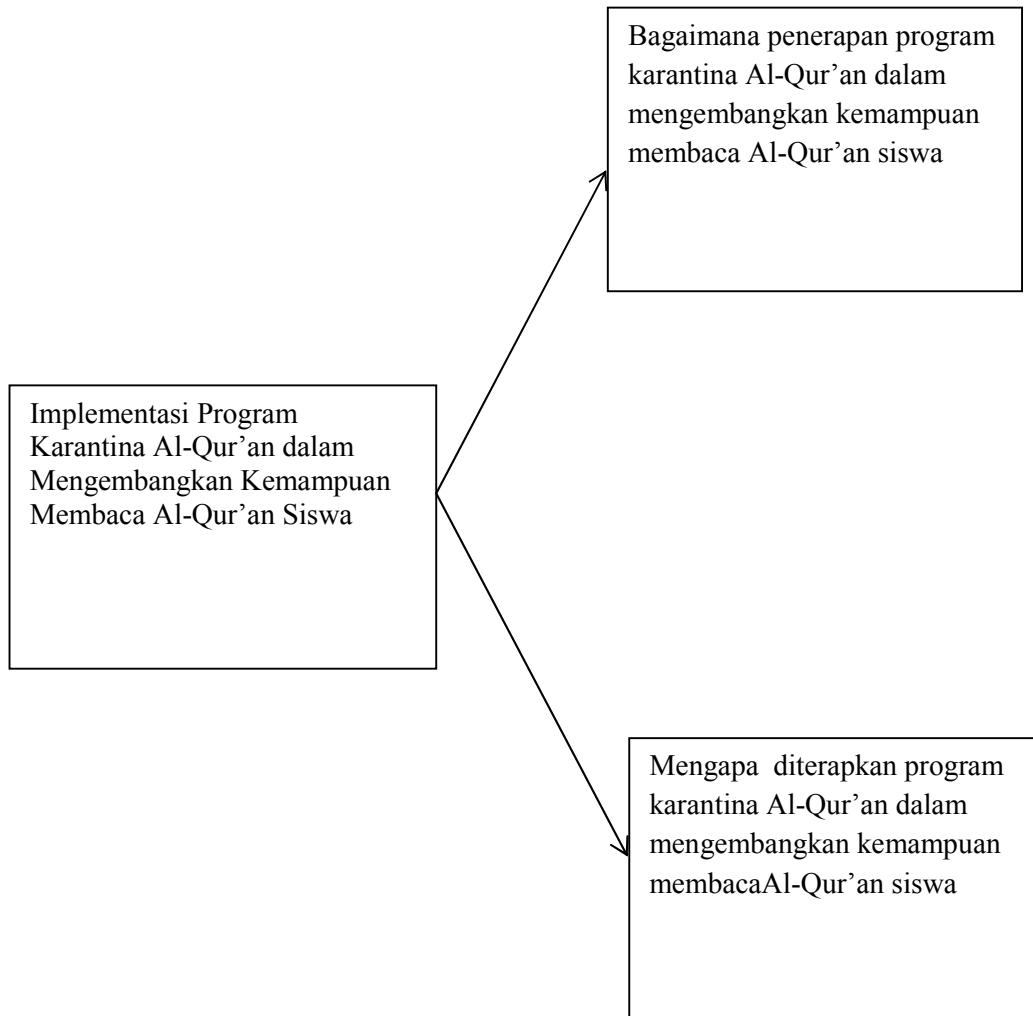 Bagaimana penerapan program
karantina Al-Qur’an dalam
mengembangkan kemampuan
membaca Al-Qur’an siswa
Implementasi Program
Karantina Al-Qur’an dalam
Mengembangkan Kemampuan
Membaca Al-Qur’an Siswa
Mengapa  diterapkan program
karantina Al-Qur’an dalam
mengembangkan kemampuan
membacaAl-Qur’an siswa